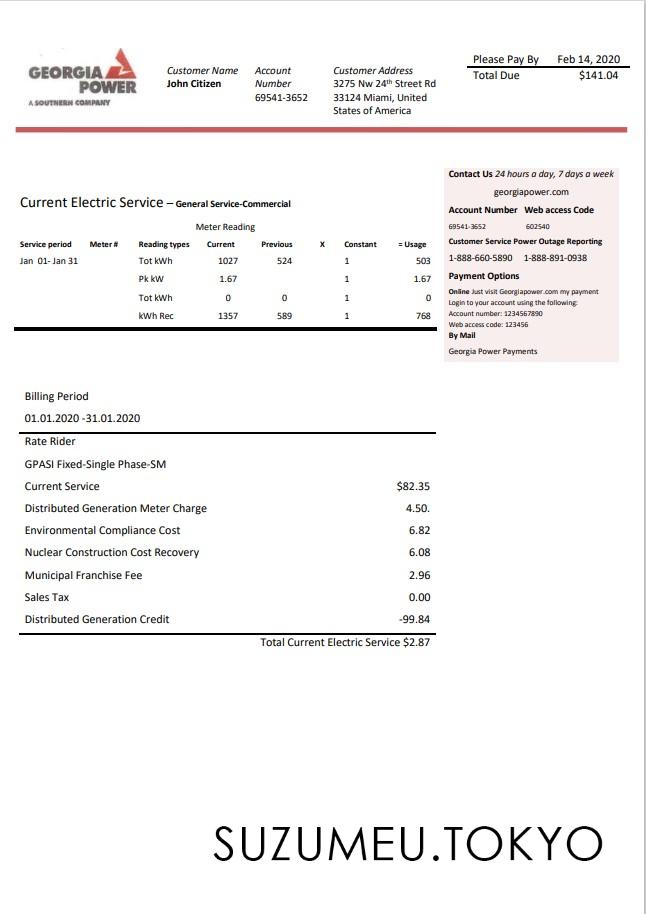 GEORGIA
POWER
A SOUTHERN COMPANY
Customer Name
John Citizen
Account
Number
69541-3652
Customer Address
3275 Nw 24th Street Rd
33124 Miami, United
States of America
Please Pay By Feb 14, 2020
Total Due $141.04
Current Electric Service – General Service-Commercial
Meter Reading
Service period Meter # Reading types Current Previous X Constant = Usage
Jan 01- Jan 31 Tot kWh 1027 524 1 503
Pk kW 1.67 1 1.67
Tot kWh 0 0 1 0
kWh Rec 1357 589 1 768
Contact Us 24 hours a day, 7 days a week
georgiapower.com
Account Number Web access Code
69541-3652 602540
Customer Service Power Outage Reporting
1-888-660-5890 1-888-891-0938
Payment Options
Online Just visit Georgiapower.com my payment
Login to your account using the following:
Account number: 1234567890
Web access code: 123456
By Mail
Georgia Power Payments
Billing Period
01.01.2020 -31.01.2020
Rate Rider
GPASI Fixed-Single Phase-SM
Current Service $82.35
Distributed Generation Meter Charge 4.50.
Environmental Compliance Cost 6.82
Nuclear Construction Cost Recovery 6.08
Municipal Franchise Fee 2.96
Sales Tax 0.00
Distributed Generation Credit -99.84
Total Current Electric Service $2.87
SUZUMEU.TOKYO